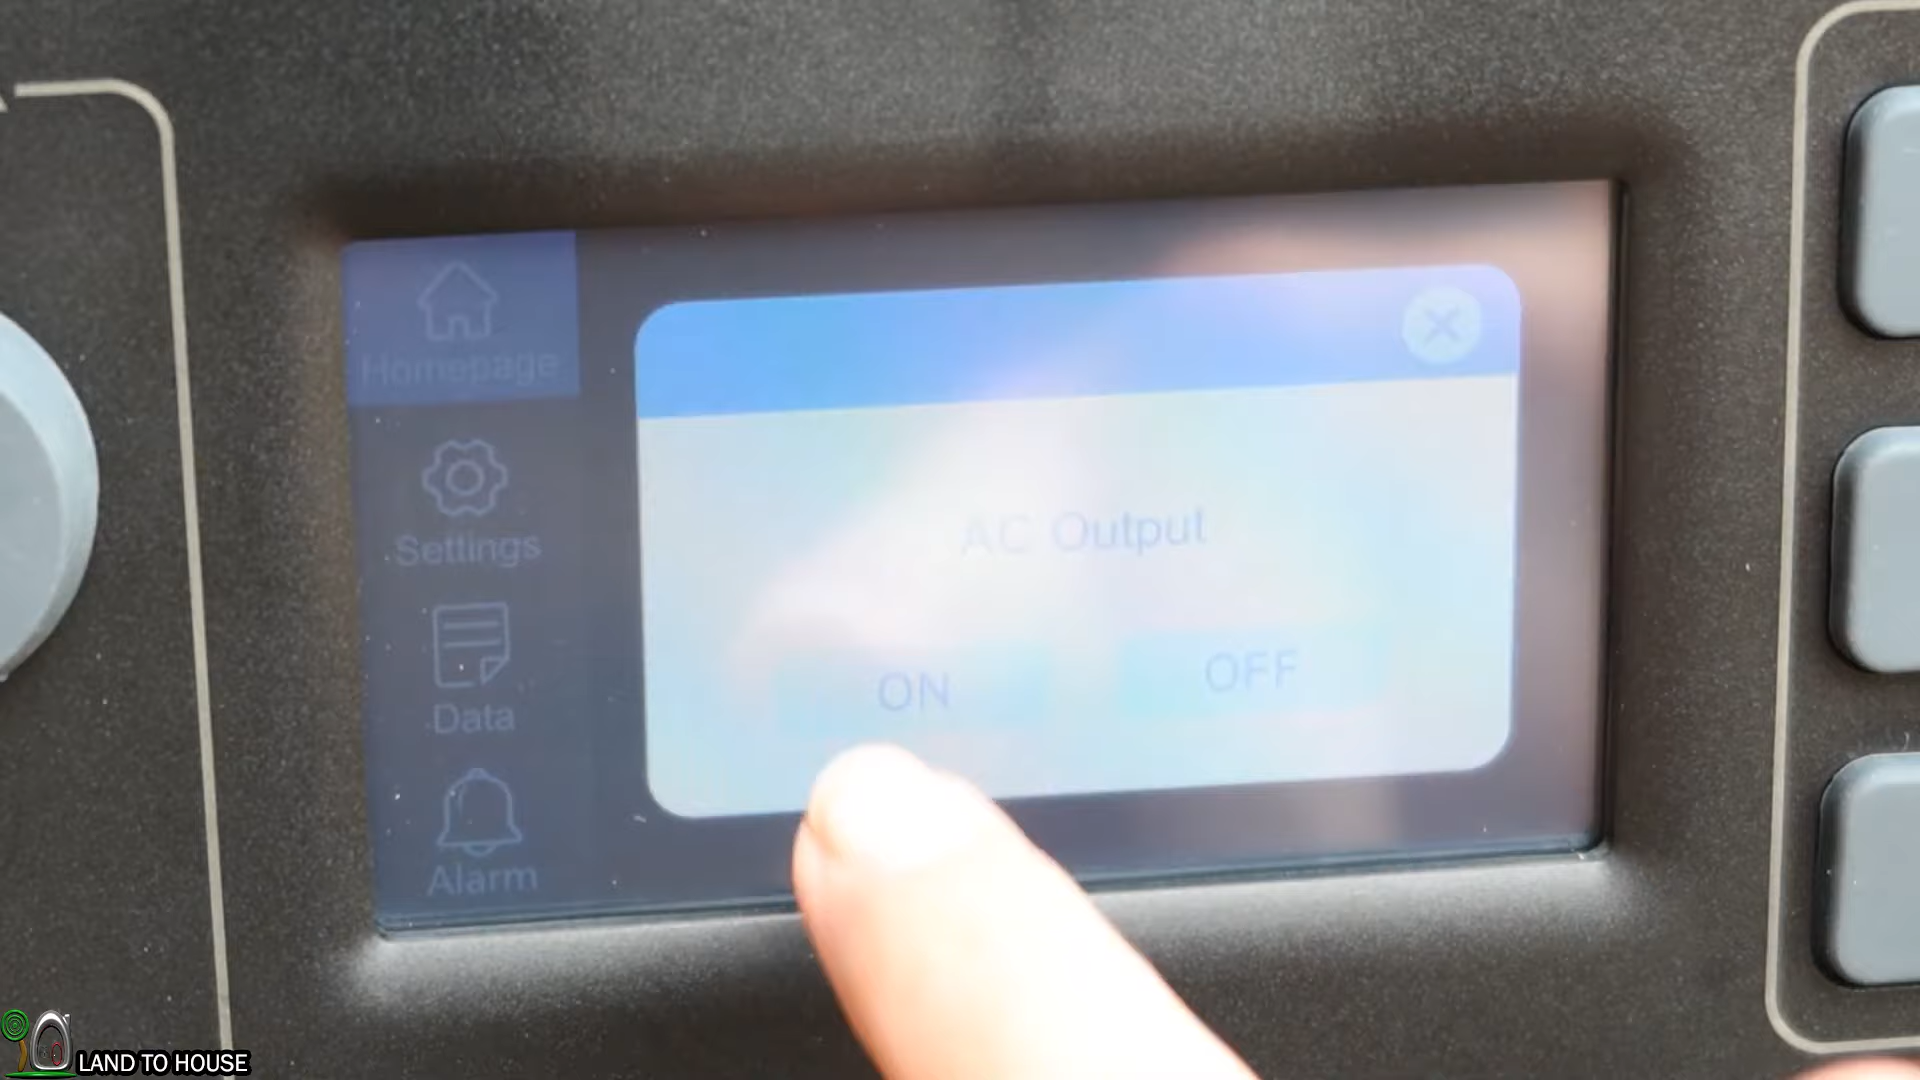 Homepage
Settings
Data
Alarm
AC Output
ON
OFF
LAND TO HOUSE